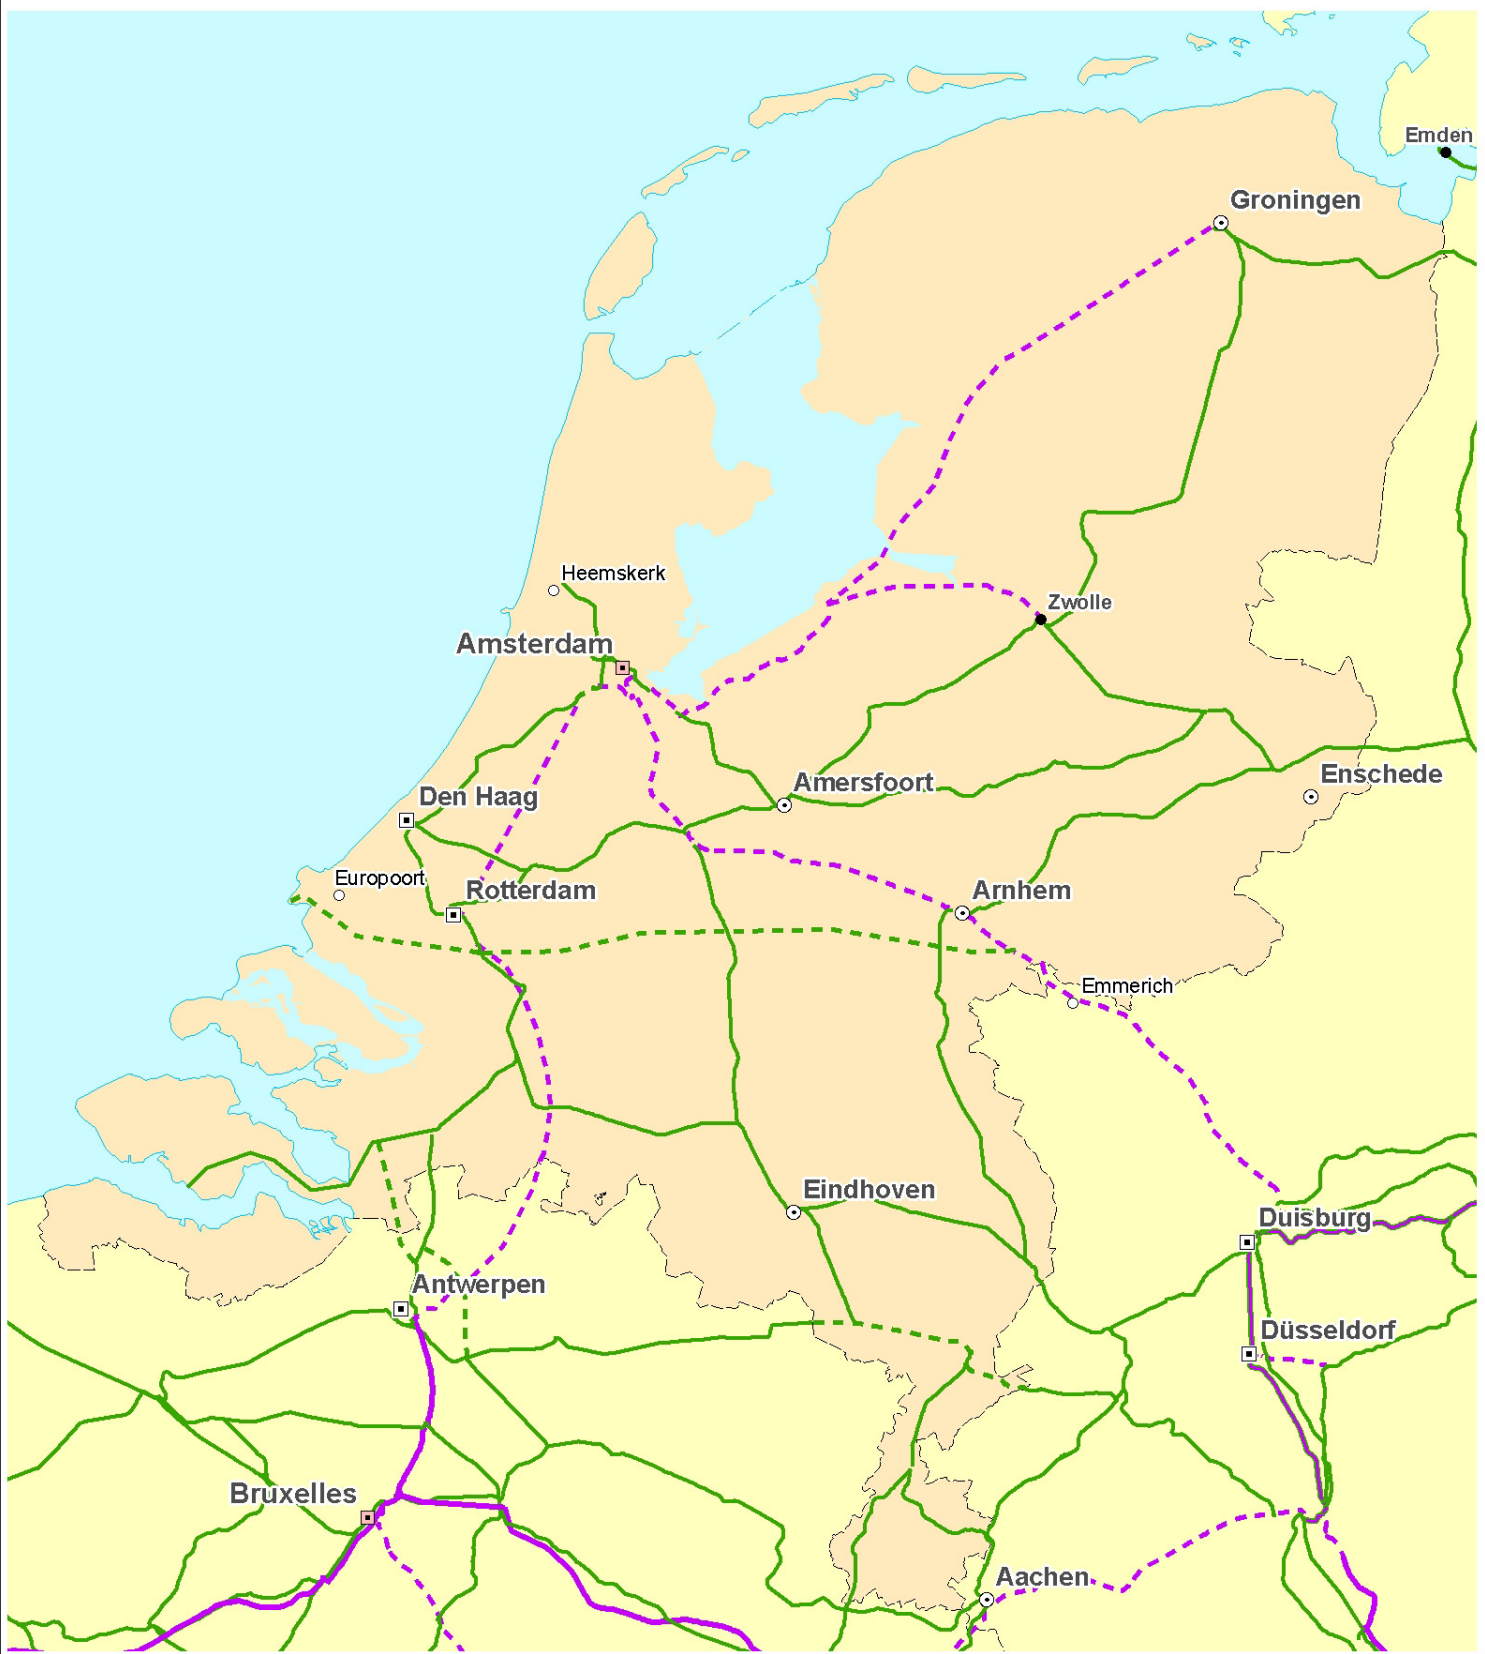 Emden
Groningen
Heemskerk
Zwolle
Amsterdam
Enschede
Amersfoort
Den Haag
Europoort
Rotterdam
Arnhem
Emmerich
Eindhoven
Duisburg
Antwerpen
Düsseldorf
Bruxelles
Aachen